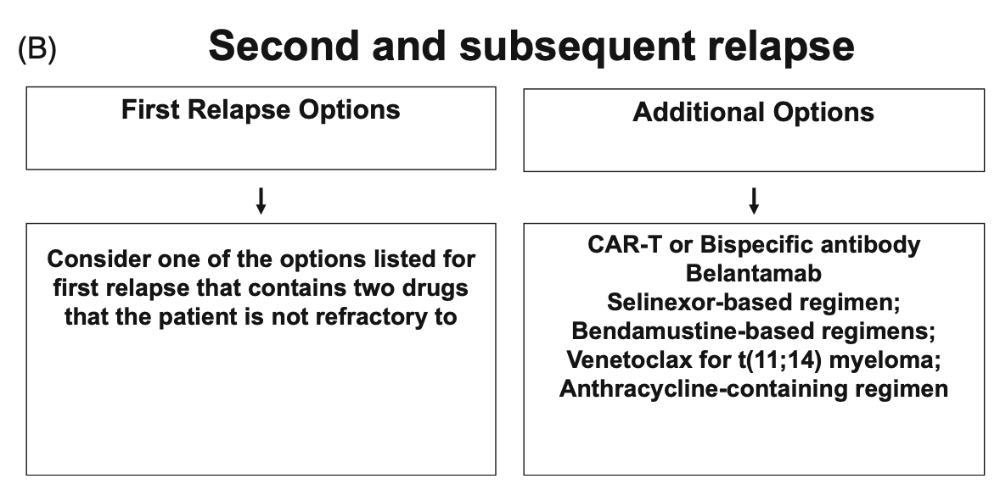 (B)
Second and subsequent relapse
First Relapse Options
Consider one of the options listed for
first relapse that contains two drugs
that the patient is not refractory to
Additional Options
CAR-T or Bispecific antibody
Belantamab
Selinexor-based regimen;
Bendamustine-based regimens;
Venetoclax for t(11;14) myeloma;
Anthracycline-containing regimen